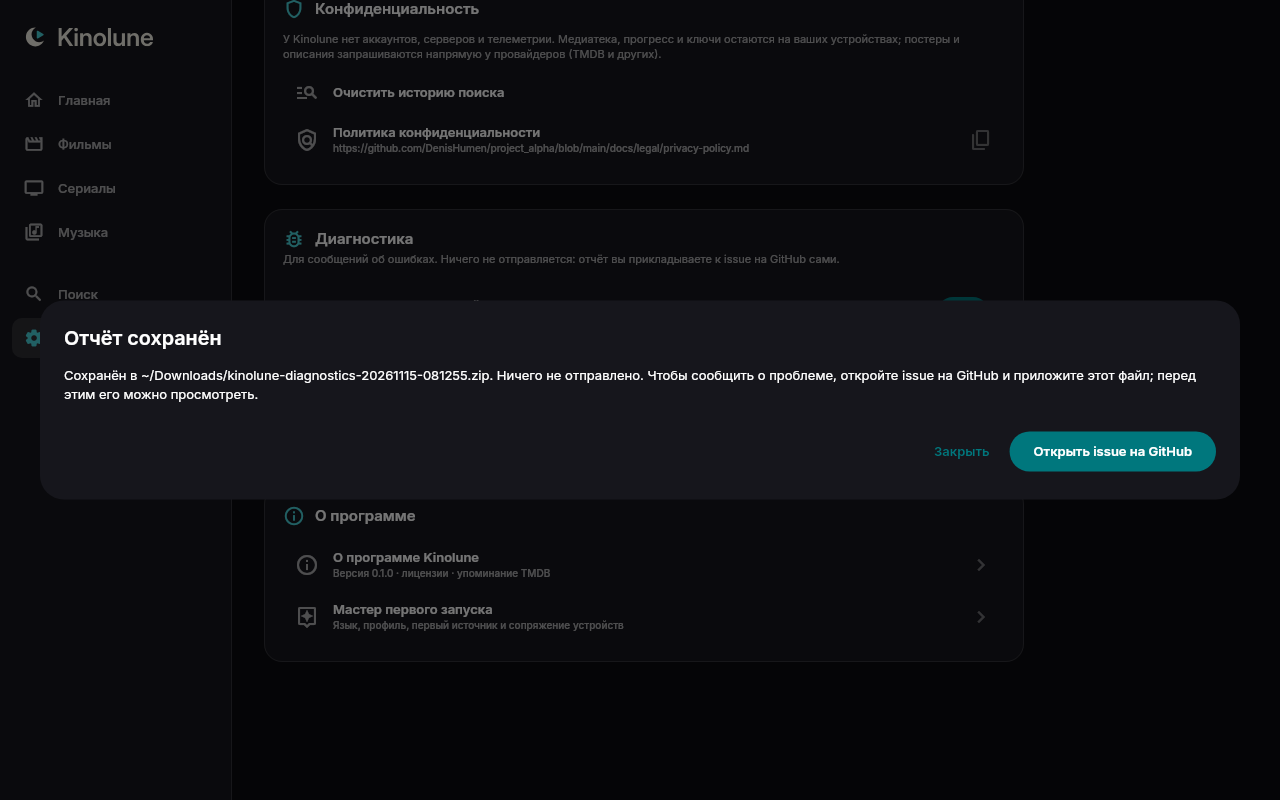 Kinolune
Главная
Фильмы
Сериалы
Музыка
Поиск
Конфиденциальность
У Kinolune нет аккаунтов, серверов и телеметрии. Медиатека, прогресс и ключи остаются на ваших устройствах; постеры и
описания запрашиваются напрямую у провайдеров (TMDB и других).
Очистить историю поиска
Политика конфиденциальности
https://github.com/DenisHumen/project_alpha/blob/main/docs/legal/privacy-policy.md
Диагностика
Для сообщений об ошибках. Ничего не отправляется: отчёт вы прикладываете к issue на GitHub сами.
Отчёт сохранён
Сохранён в ~/Downloads/kinolune-diagnostics-20261115-081255.zip. Ничего не отправлено. Чтобы сообщить о проблеме, откройте issue на GitHub и приложите этот файл; перед
этим его можно просмотреть.
Закрыть
Открыть issue на GitHub
О программе
О программе Kinolune
Версия 0.1.0 · лицензии · упоминание TMDB
Мастер первого запуска
Язык, профиль, первый источник и сопряжение устройств